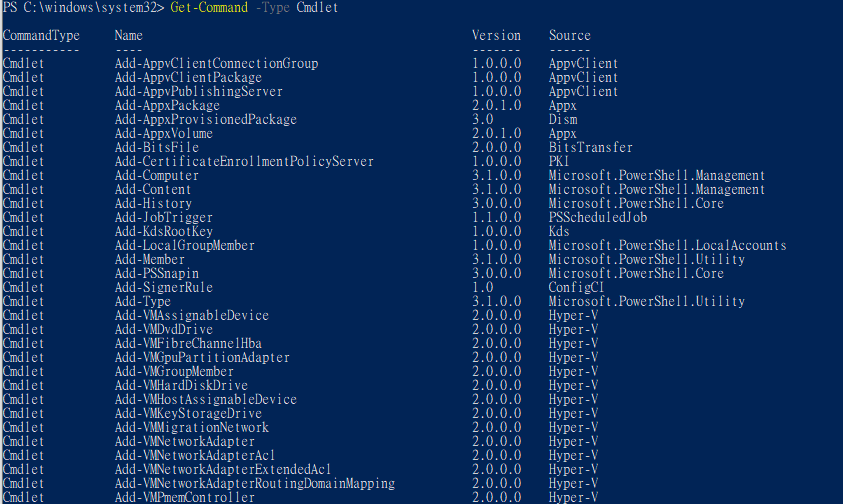 PS C:\windows\system32> Get-Command -Type Cmdlet
CommandType     Name                                               Version    Source
-----------     ----                                               -------    ------
Cmdlet          Add-AppvClientConnectionGroup                      1.0.0.0    AppvClient
Cmdlet          Add-AppvClientPackage                              1.0.0.0    AppvClient
Cmdlet          Add-AppvPublishingServer                           1.0.0.0    AppvClient
Cmdlet          Add-AppxPackage                                    2.0.1.0    Appx
Cmdlet          Add-AppxProvisionedPackage                         3.0        Dism
Cmdlet          Add-AppxVolume                                     2.0.1.0    Appx
Cmdlet          Add-BitsFile                                       2.0.0.0    BitsTransfer
Cmdlet          Add-CertificateEnrollmentPolicyServer              1.0.0.0    PKI
Cmdlet          Add-Computer                                       3.1.0.0    Microsoft.PowerShell.Management
Cmdlet          Add-Content                                        3.1.0.0    Microsoft.PowerShell.Management
Cmdlet          Add-History                                        3.0.0.0    Microsoft.PowerShell.Core
Cmdlet          Add-JobTrigger                                     1.1.0.0    PSScheduledJob
Cmdlet          Add-KdsRootKey                                     1.0.0.0    Kds
Cmdlet          Add-LocalGroupMember                               1.0.0.0    Microsoft.PowerShell.LocalAccounts
Cmdlet          Add-Member                                         3.1.0.0    Microsoft.PowerShell.Utility
Cmdlet          Add-PSSnapin                                       3.0.0.0    Microsoft.PowerShell.Core
Cmdlet          Add-SignerRule                                     1.0        ConfigCI
Cmdlet          Add-Type                                           3.1.0.0    Microsoft.PowerShell.Utility
Cmdlet          Add-VMAssignableDevice                             2.0.0.0    Hyper-V
Cmdlet          Add-VMDvdDrive                                     2.0.0.0    Hyper-V
Cmdlet          Add-VMFibreChannelHba                              2.0.0.0    Hyper-V
Cmdlet          Add-VMGpuPartitionAdapter                          2.0.0.0    Hyper-V
Cmdlet          Add-VMGroupMember                                  2.0.0.0    Hyper-V
Cmdlet          Add-VMHardDiskDrive                                2.0.0.0    Hyper-V
Cmdlet          Add-VMHostAssignableDevice                         2.0.0.0    Hyper-V
Cmdlet          Add-VMKeyStorageDrive                              2.0.0.0    Hyper-V
Cmdlet          Add-VMMigrationNetwork                             2.0.0.0    Hyper-V
Cmdlet          Add-VMNetworkAdapter                               2.0.0.0    Hyper-V
Cmdlet          Add-VMNetworkAdapterAcl                            2.0.0.0    Hyper-V
Cmdlet          Add-VMNetworkAdapterExtendedAcl                    2.0.0.0    Hyper-V
Cmdlet          Add-VMNetworkAdapterRoutingDomainMapping           2.0.0.0    Hyper-V
Cmdlet          Add-VMPmemController                               2.0.0.0    Hyper-V